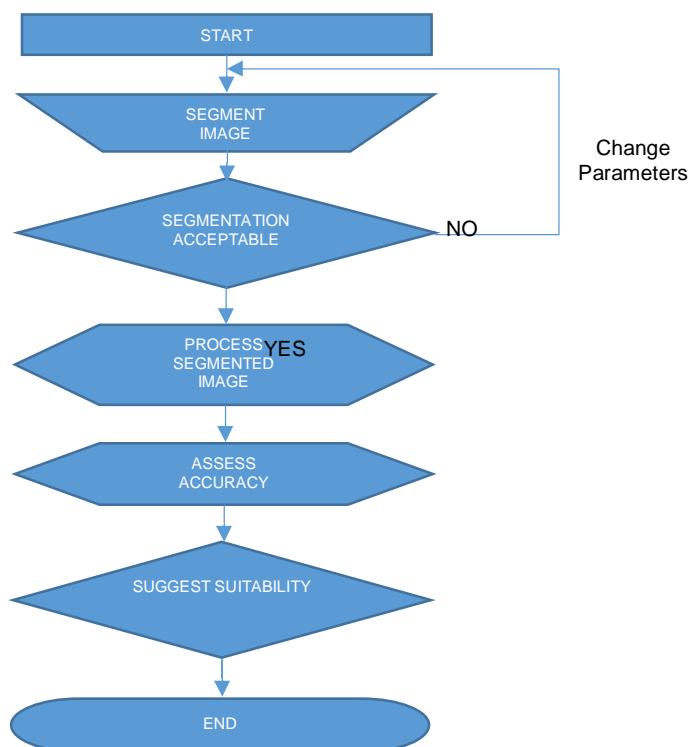 START
SEGMENT
IMAGE
Change
Parameters
SEGMENTATION
ACCEPTABLE
NO
PROCESS
YES
SEGMENTED
IMAGE
ASSESS
ACCURACY
SUGGEST SUITABILITY
END